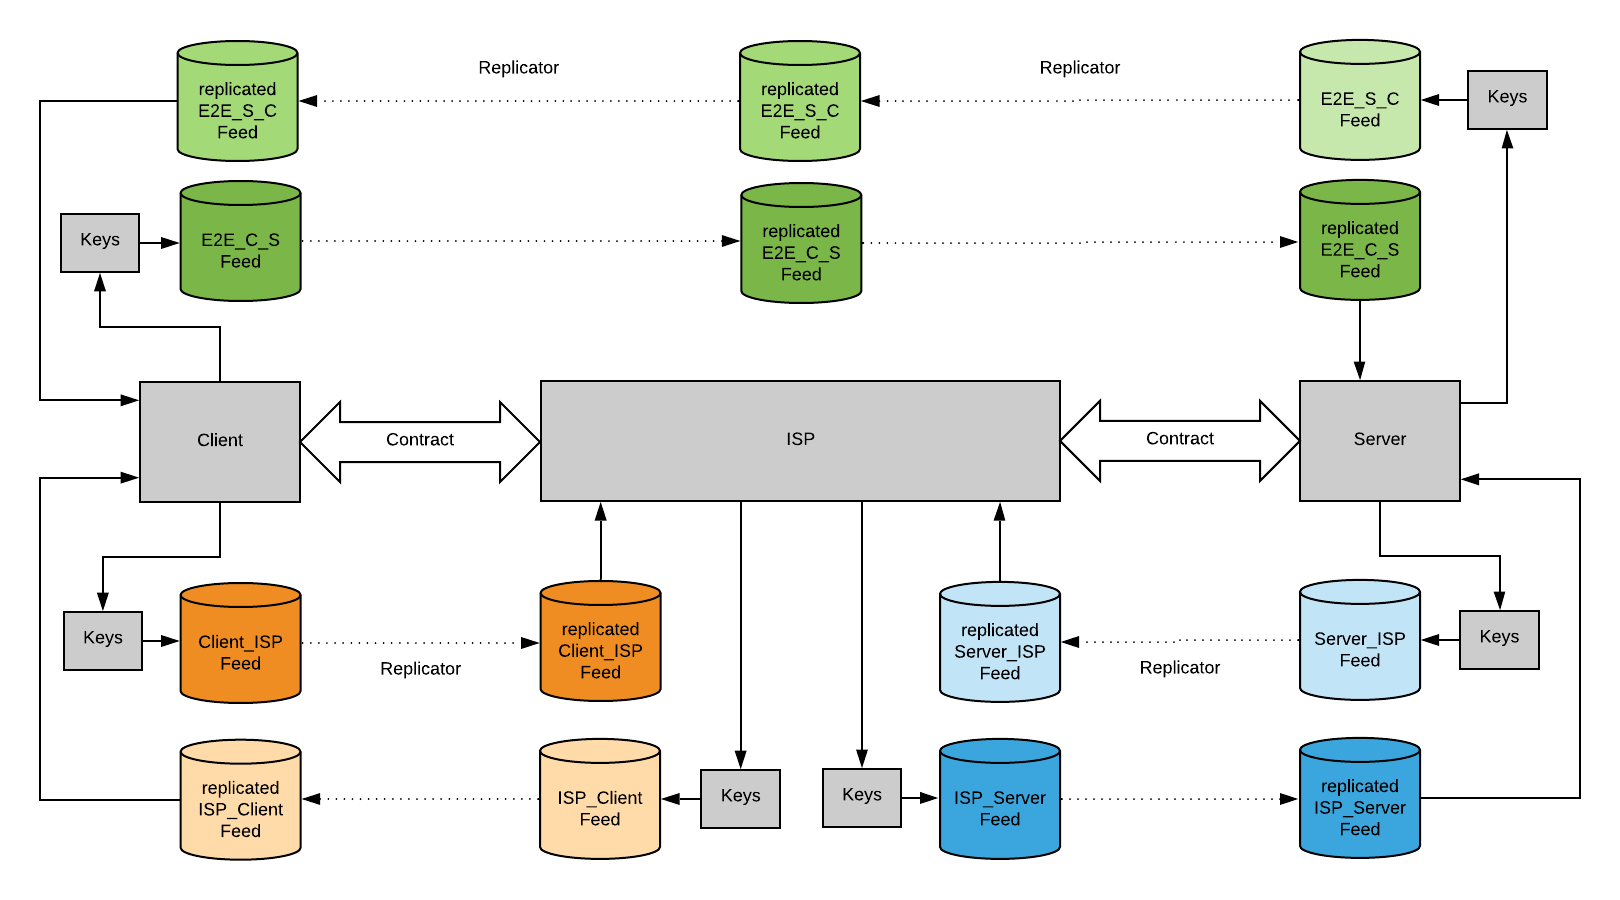 Replicator
Replicator
replicated
E2E_S_C
Feed
replicated
E2E_S_C
Feed
E2E_S_C
Feed
Keys
Keys
E2E_C_S
Feed
replicated
E2E_C_S
Feed
replicated
E2E_C_S
Feed
Client
Contract
ISP
Contract
Server
Keys
Client_ISP
Feed
Replicator
replicated
Client_ISP
Feed
replicated
Server_ISP
Feed
Replicator
Server_ISP
Feed
Keys
replicated
ISP_Client
Feed
ISP_Client
Feed
Keys
Keys
ISP_Server
Feed
replicated
ISP_Server
Feed